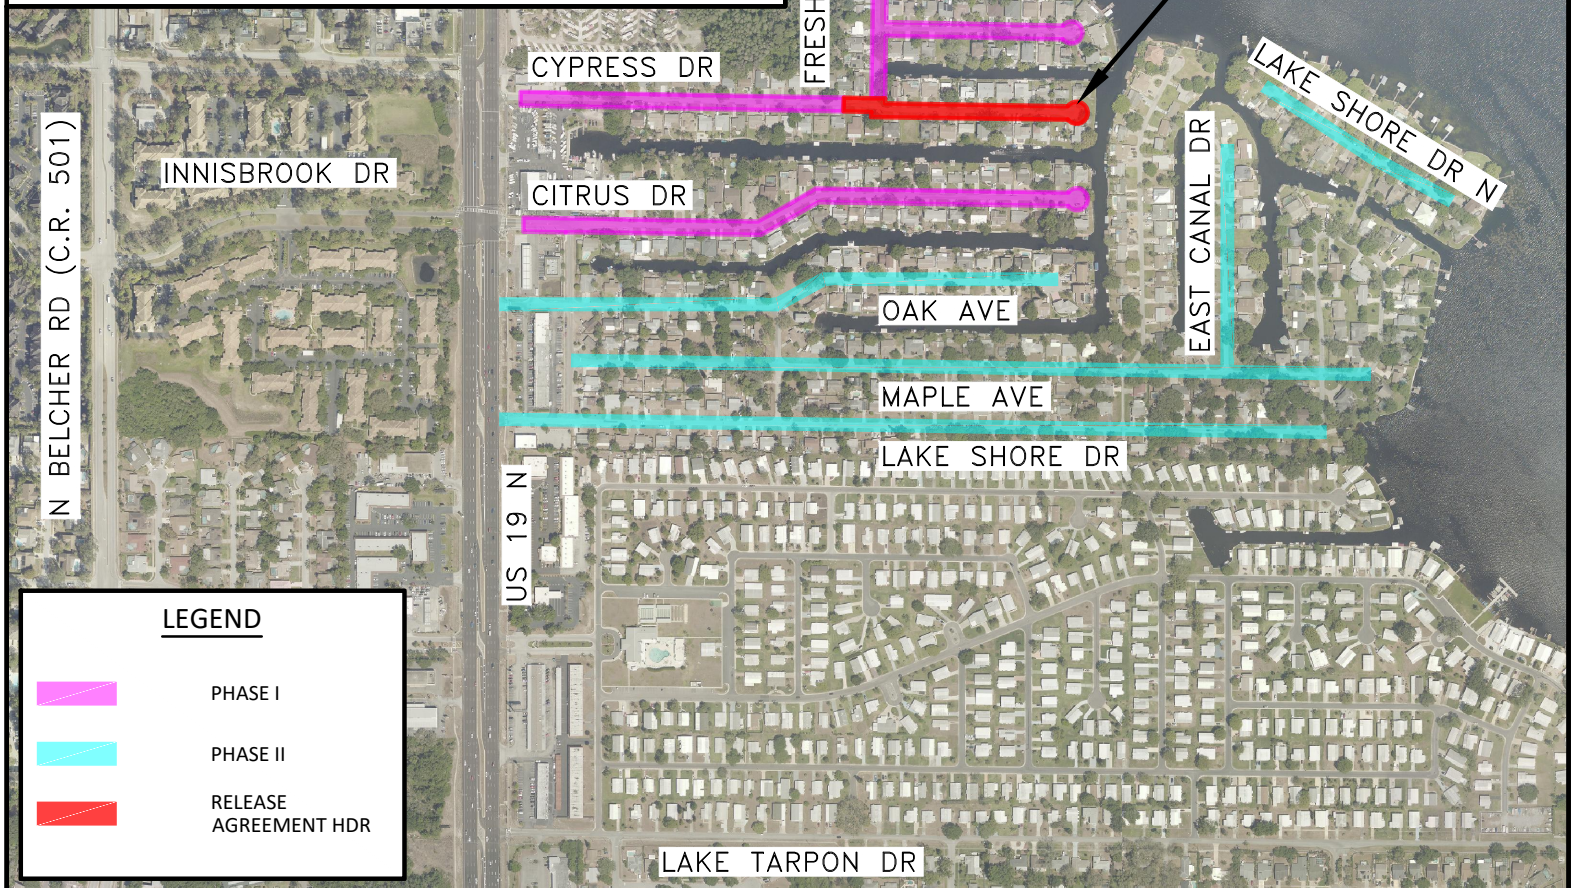 FRESH
CYPRESS DR
LAKE SHORE DR N
N BELCHER RD (C.R. 501)
INNISBROOK DR
CITRUS DR
EAST CANAL DR
OAK AVE
MAPLE AVE
LAKE SHORE DR
US 19 N
LEGEND
PHASE I
PHASE II
RELEASE
AGREEMENT HDR
LAKE TARPON DR